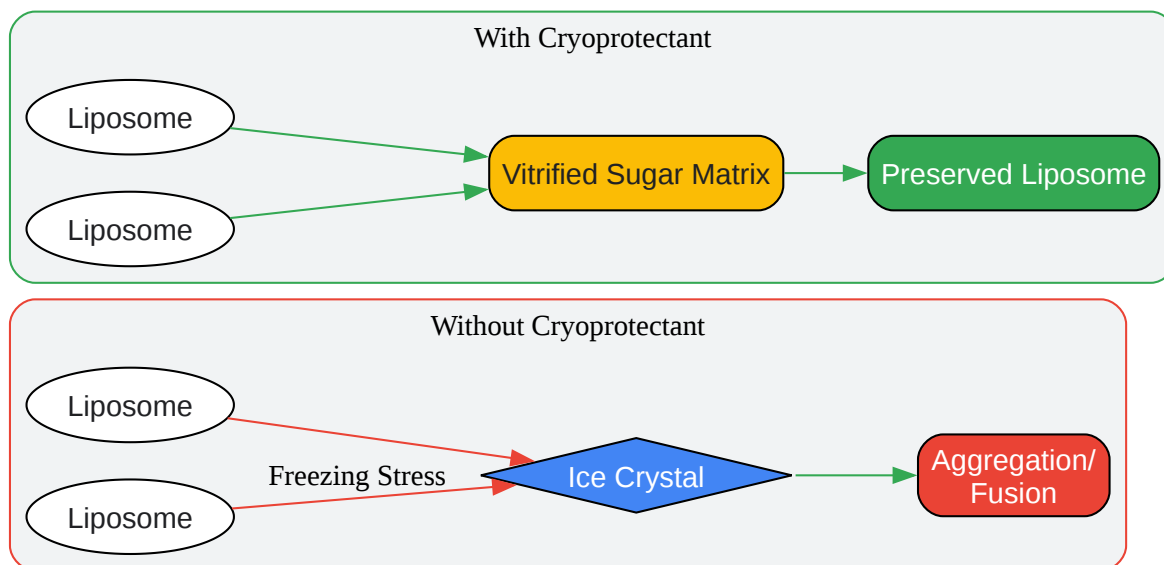 With Cryoprotectant
Liposome
Liposome
Vitrified Sugar Matrix
Preserved Liposome
Without Cryoprotectant
Liposome
Liposome
Freezing Stress
Ice Crystal
Aggregation/
Fusion